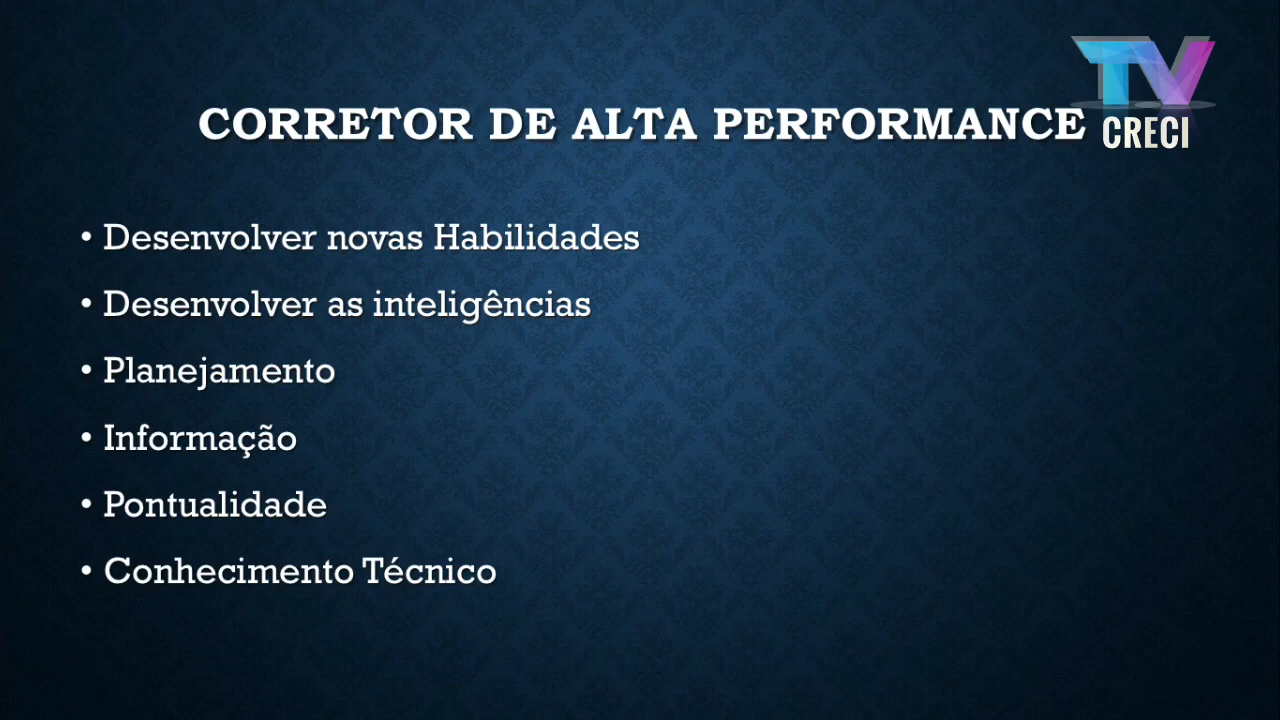 TV
CRECI
CORRETOR DE ALTA PERFORMANCE
• Desenvolver novas Habilidades
• Desenvolver as inteligências
• Planejamento
• Informação
• Pontualidade
• Conhecimento Técnico